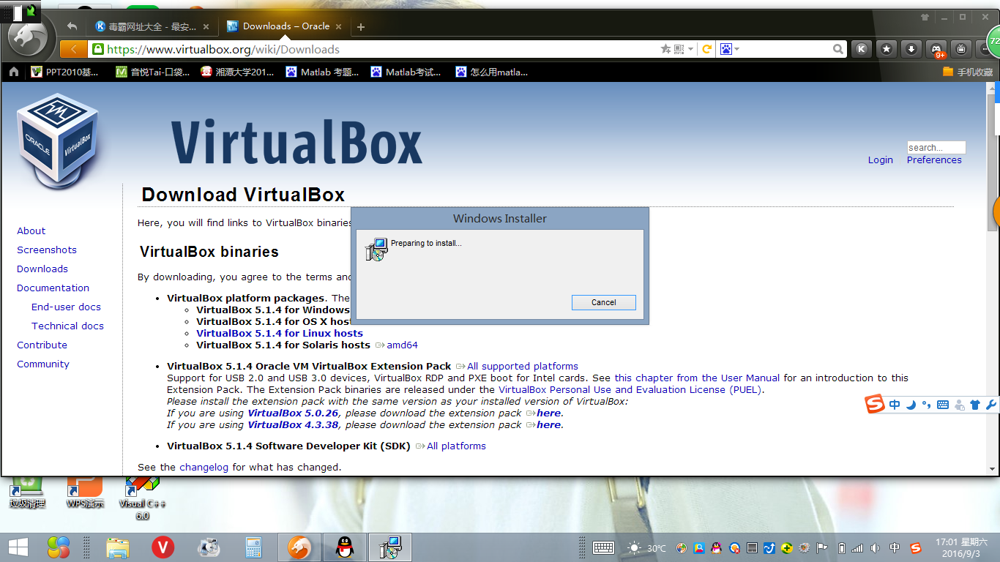 毒霸网址大全 - 最安...
Downloads – Oracle
72
https://www.virtualbox.org/wiki/Downloads
K
9+
PPT2010基...
音悦Tai-口袋...
湘潭大学201...
Matlab 考题...
Matlab考试...
怎么用matla...
手机收藏
ORACLE
VirtualBox
VirtualBox
search...
Login
Preferences
Download VirtualBox
Here, you will find links to VirtualBox binaries
Windows Installer
Preparing to install...
Cancel
About
Screenshots
Downloads
Documentation
End-user docs
Technical docs
Contribute
Community
VirtualBox binaries
By downloading, you agree to the terms and
• VirtualBox platform packages. The
VirtualBox 5.1.4 for Windows
VirtualBox 5.1.4 for OS X host
VirtualBox 5.1.4 for Linux hosts
VirtualBox 5.1.4 for Solaris hosts amd64
• VirtualBox 5.1.4 Oracle VM VirtualBox Extension Pack All supported platforms
Support for USB 2.0 and USB 3.0 devices, VirtualBox RDP and PXE boot for Intel cards. See this chapter from the User Manual for an introduction to this
Extension Pack. The Extension Pack binaries are released under the VirtualBox Personal Use and Evaluation License (PUEL).
Please install the extension pack with the same version as your installed version of VirtualBox:
If you are using VirtualBox 5.0.26, please download the extension pack here.
If you are using VirtualBox 4.3.38, please download the extension pack here.
• VirtualBox 5.1.4 Software Developer Kit (SDK) All platforms
See the changelog for what has changed.
S 中
垃圾清理
WPS演示
Visual C++
6.0
30℃
中
S
17:01 星期六
2016/9/3